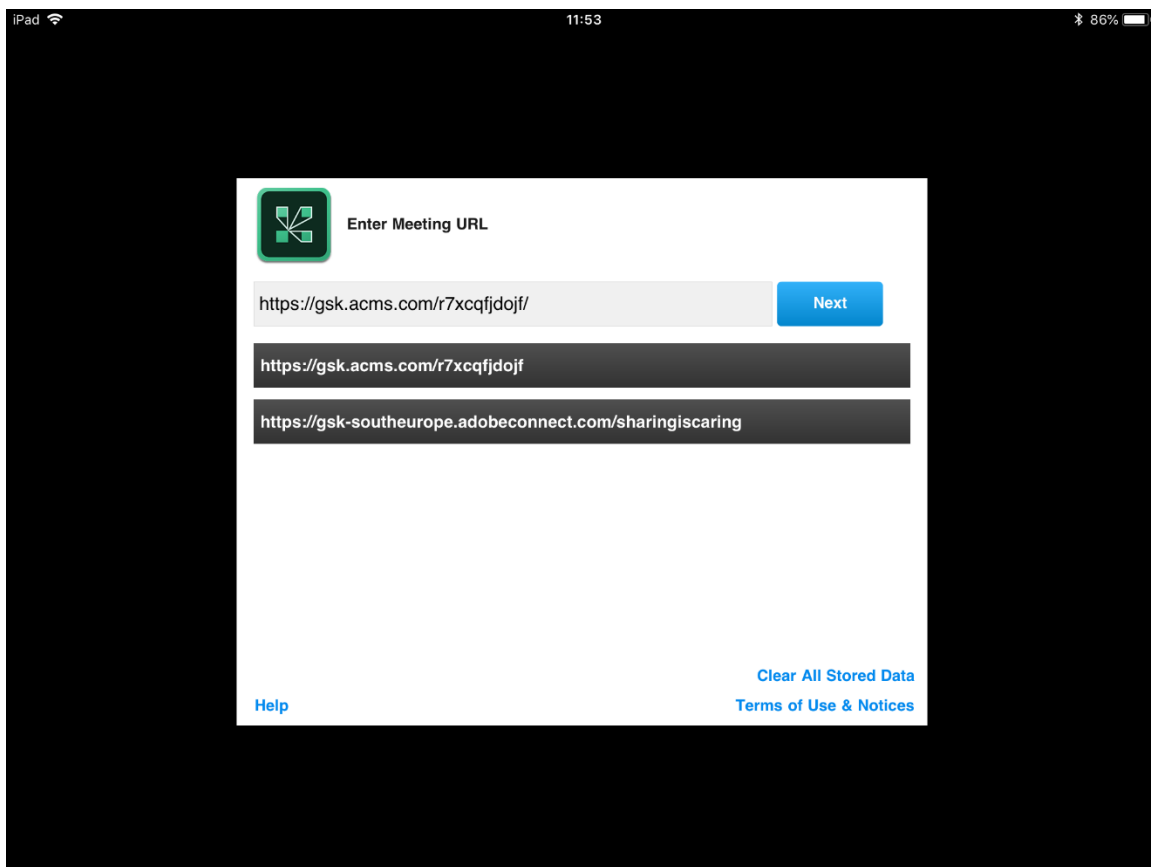 iPad 11:53 86%
Enter Meeting URL
https://gsk.acms.com/r7xcqfjdojf/ Next
https://gsk.acms.com/r7xcqfjdojf
https://gsk-southeurope.adobeconnect.com/sharingiscaring
Clear All Stored Data
Help Terms of Use & Notices